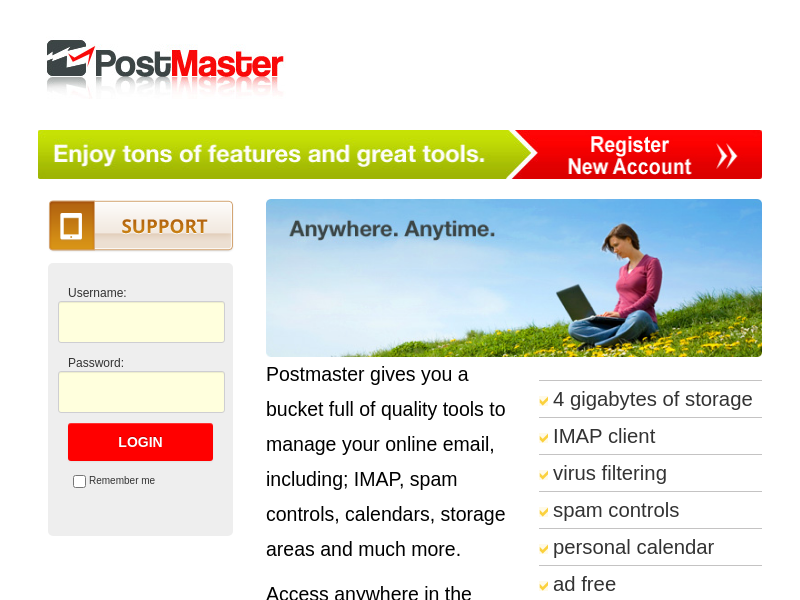 PostMaster
Enjoy tons of features and great tools.
Register
New Account
SUPPORT
Username:
Password:
LOGIN
Remember me
Anywhere. Anytime.
Postmaster gives you a
bucket full of quality tools to
manage your online email,
including; IMAP, spam
controls, calendars, storage
areas and much more.
Access anywhere in the
4 gigabytes of storage
IMAP client
virus filtering
spam controls
personal calendar
ad free